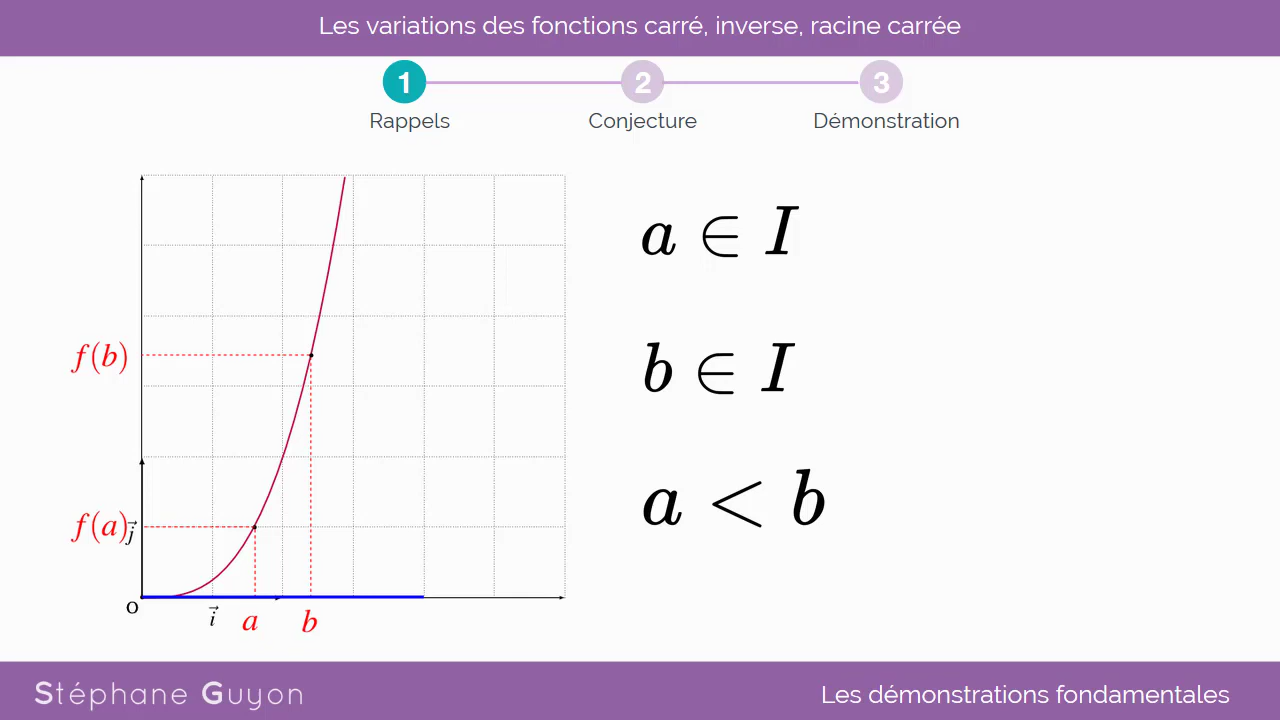 Les variations des fonctions carré, inverse, racine carrée
1 2 3
Rappels Conjecture Démonstration
a ∈ I
f(b)
b ∈ I
a < b
f(a) j⃗
O i⃗ a b
Stéphane Guyon Les démonstrations fondamentales